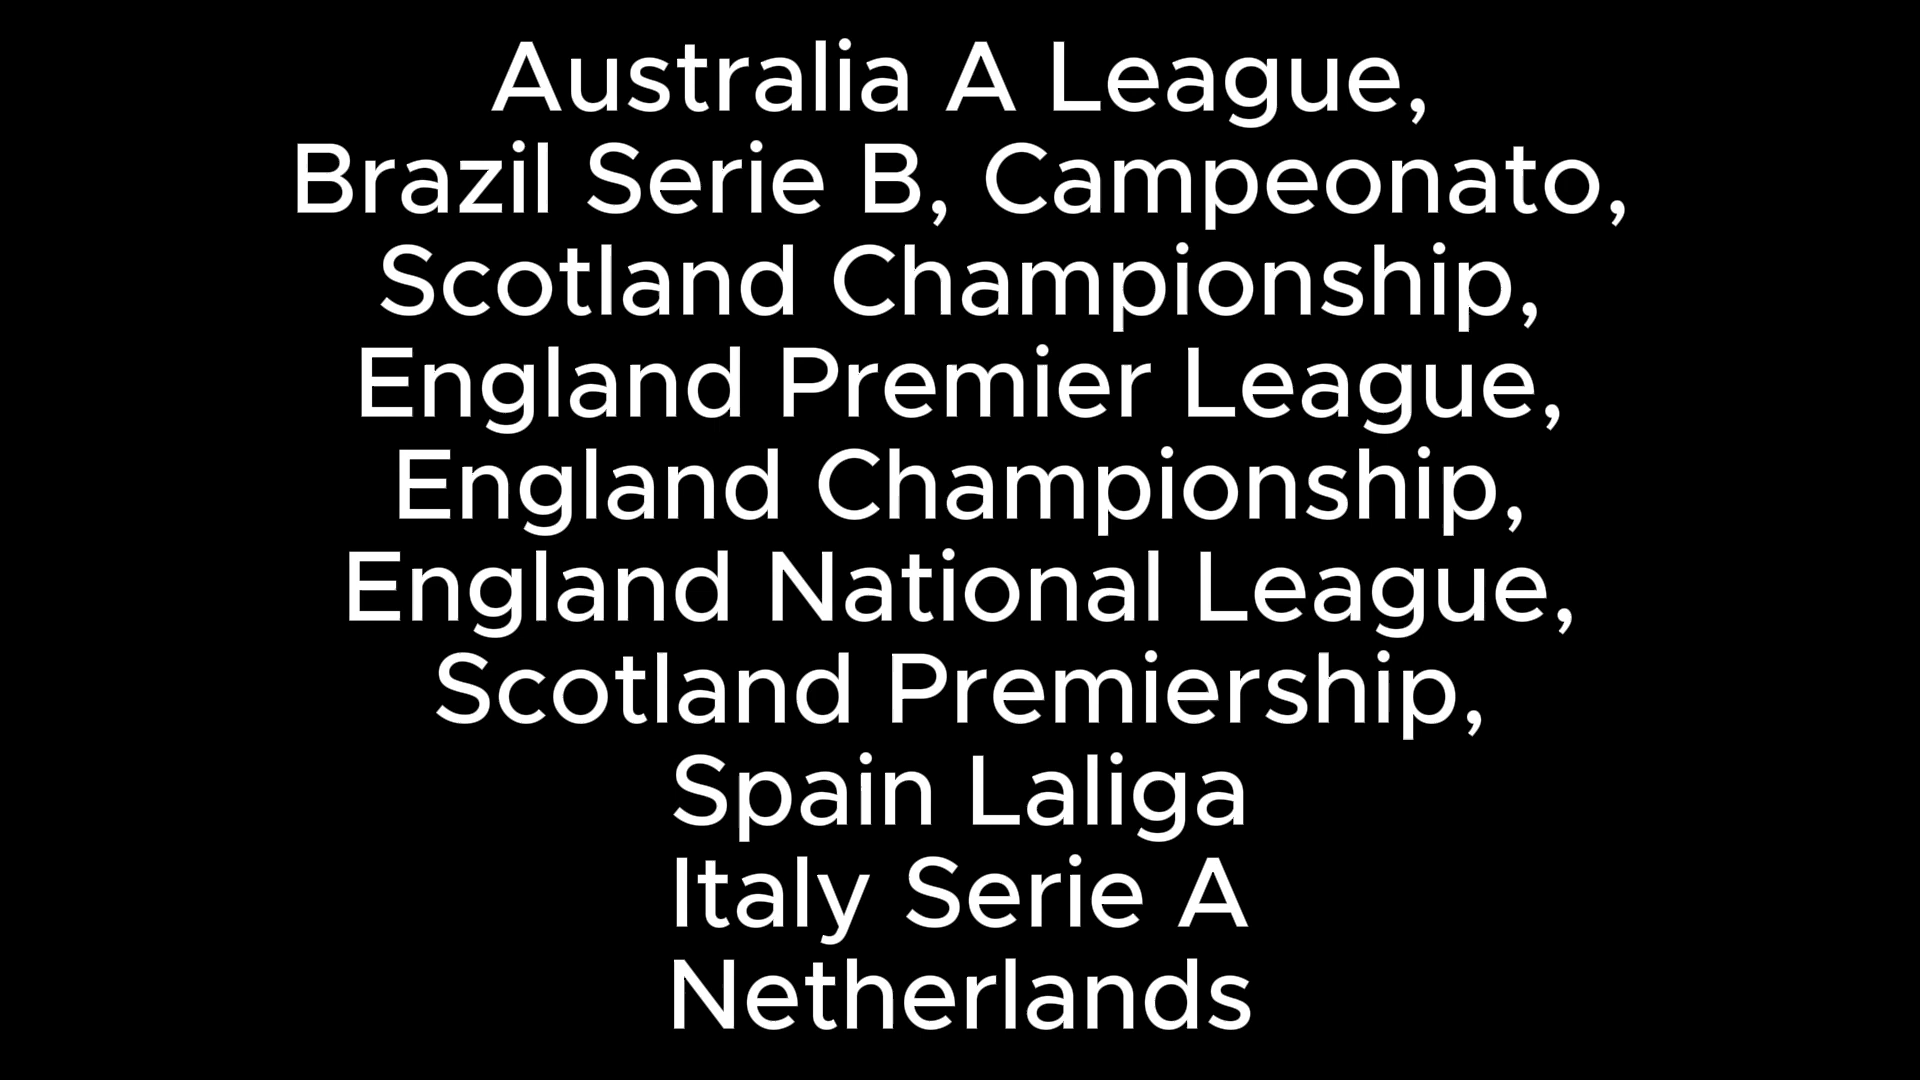 Australia A League,
Brazil Serie B, Campeonato,
Scotland Championship,
England Premier League,
England Championship,
England National League,
Scotland Premiership,
Spain Laliga
Italy Serie A
Netherlands